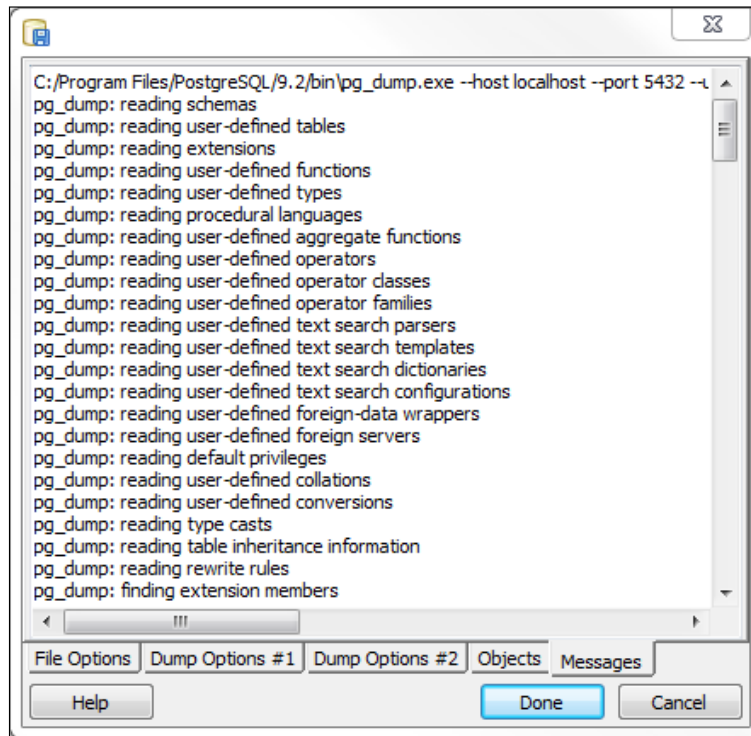 C:/Program Files/PostgreSQL/9.2/bin\pg_dump.exe --host localhost --port 5432
pg_dump: reading schemas
pg_dump: reading user-defined tables
pg_dump: reading extensions
pg_dump: reading user-defined functions
pg_dump: reading user-defined types
pg_dump: reading procedural languages
pg_dump: reading user-defined aggregate functions
pg_dump: reading user-defined operators
pg_dump: reading user-defined operator classes
pg_dump: reading user-defined operator families
pg_dump: reading user-defined text search parsers
pg_dump: reading user-defined text search templates
pg_dump: reading user-defined text search dictionaries
pg_dump: reading user-defined text search configurations
pg_dump: reading user-defined foreign-data wrappers
pg_dump: reading user-defined foreign servers
pg_dump: reading default privileges
pg_dump: reading user-defined collations
pg_dump: reading user-defined conversions
pg_dump: reading type casts
pg_dump: reading table inheritance information
pg_dump: reading rewrite rules
pg_dump: finding extension members
File Options Dump Options #1 Dump Options #2 Objects Messages
Help Done Cancel